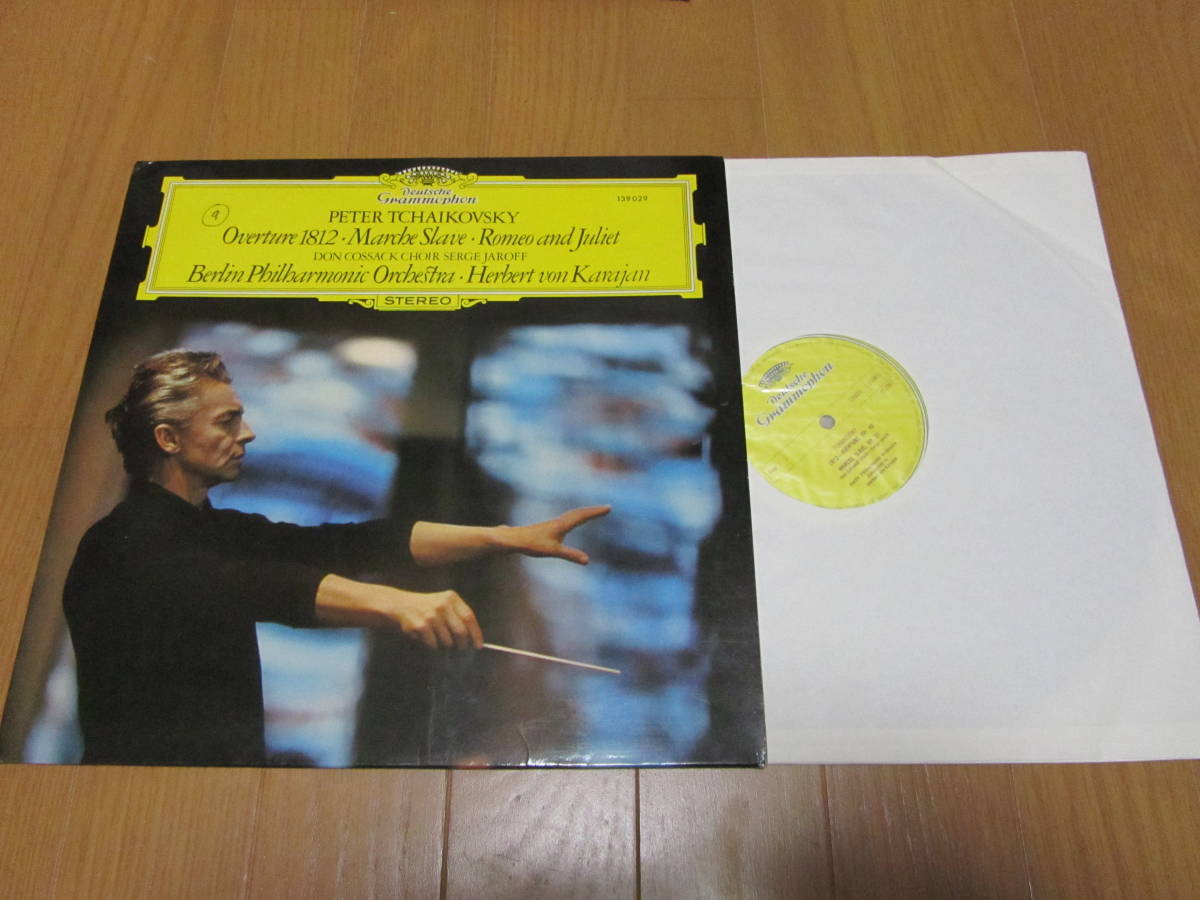 Deutsche
Grammophon
139029
9
PETER TCHAIKOVSKY
Overture 1812 · Marche Slave · Romeo and Juliet
DON COSSACK CHOIR SERGE JAROFF
Berlin Philharmonic Orchestra · Herbert von Karajan
STEREO
Deutsche
Grammophon